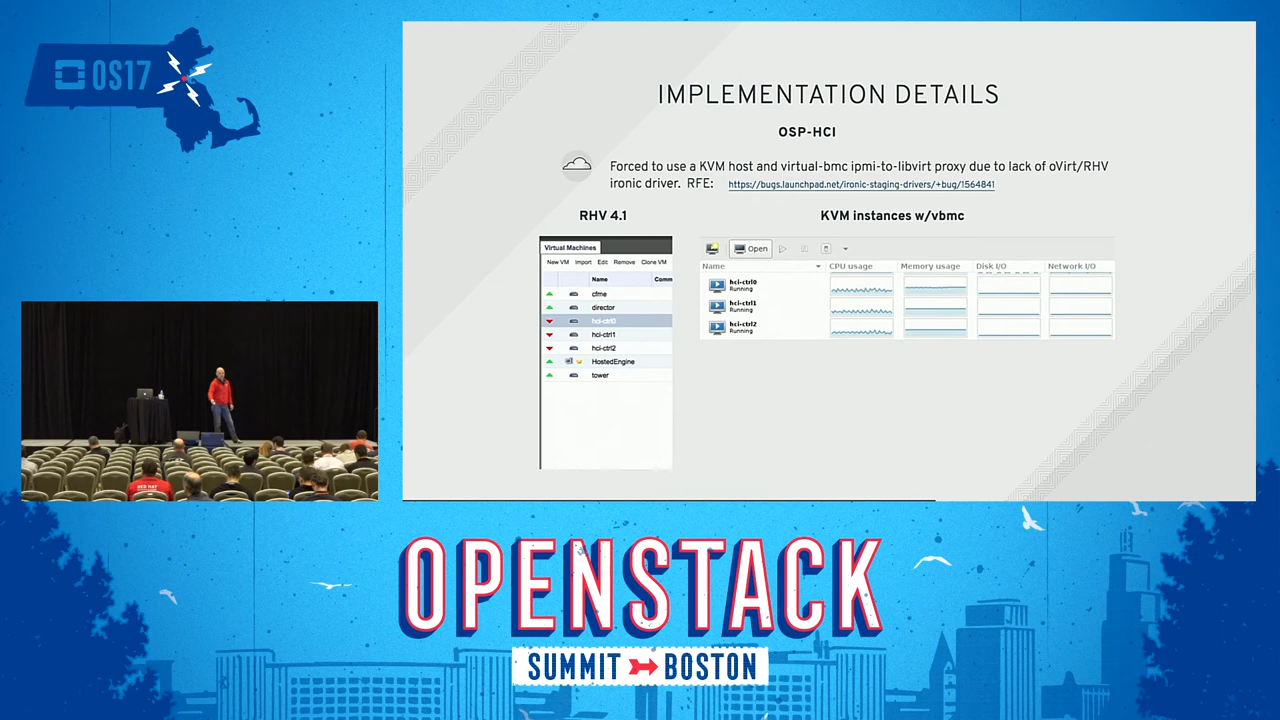 OS17
IMPLEMENTATION DETAILS
OSP-HCI
Forced to use a KVM host and virtual-bmc ipmi-to-libvirt proxy due to lack of oVirt/RHV
ironic driver. RFE: https://bugs.launchpad.net/ironic-staging-drivers/+bug/1564841
RHV 4.1
Virtual Machines
New VM Import Edit Remove Clone VM
Name Comm
cfme
director
hci-ctrl0
hci-ctrl1
hci-ctrl2
HostedEngine
tower
KVM instances w/vbmc
Open
Name CPU usage Memory usage Disk I/O Network I/O
hci-ctrl0
Running
hci-ctrl1
Running
hci-ctrl2
Running
RED HAT
OPENSTACK
SUMMIT BOSTON